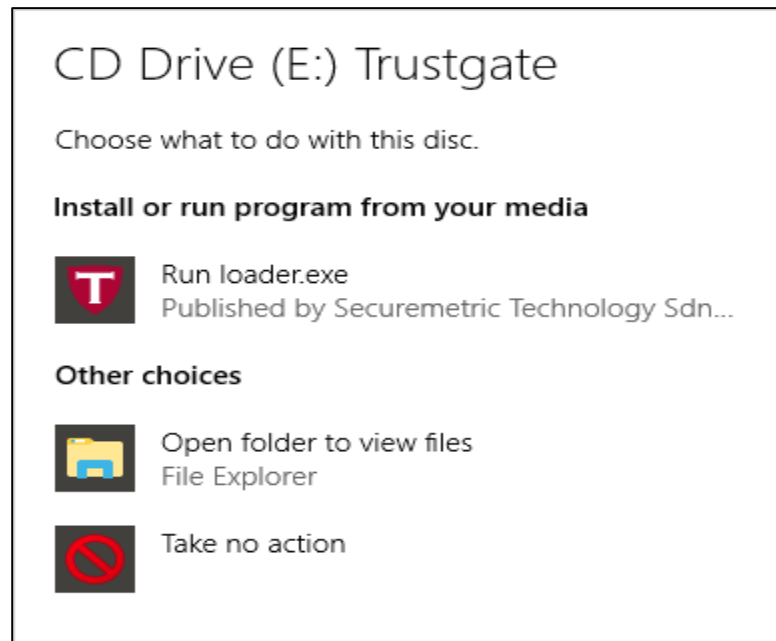 CD Drive (E:) Trustgate
Choose what to do with this disc.
Install or run program from your media
T
Run loader.exe
Published by Securemetric Technology Sdn...
Other choices
Open folder to view files
File Explorer
Take no action